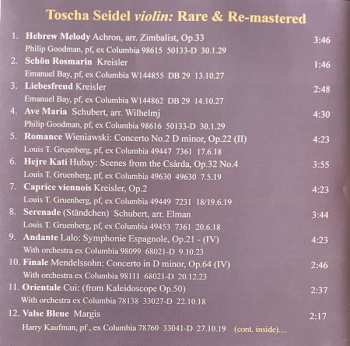 Toscha Seidel violin: Rare & Re-mastered
1. Hebrew Melody Achron, arr. Zimbalist, Op.33 3:46
Philip Goodman, pf, ex Columbia 98615 50133-D 30.1.29
2. Schön Rosmarin Kreisler 1:46
Emanuel Bay, pf, ex Columbia W144855 DB 29 13.10.27
3. Liebesfreud Kreisler 2:48
Emanuel Bay, pf, ex Columbia W144862 DB 29 14.10.27
4. Ave Maria Schubert, arr. Wilhelmj 4:30
Philip Goodman, pf, ex Columbia 98616 50133-D 30.1.29
5. Romance Wieniawski: Concerto No.2 D minor, Op.22 (II) 4:23
Louis T. Gruenberg, pf, ex Columbia 49447 7361 17.6.18
6. Hejre Kati Hubay: Scenes from the Csárda, Op.32 No.4 3:55
Louis T. Gruenberg, pf, ex Columbia 49630 49630 7.5.19
7. Caprice viennois Kreisler, Op.2 4:23
Louis T. Gruenberg, pf, ex Columbia 49449 7231 18/19.6.19
8. Serenade (Ständchen) Schubert, arr. Elman 3:44
Louis T. Gruenberg, pf, ex Columbia 49453 7361 20.6.18
9. Andante Lalo: Symphonie Espagnole, Op.21 - (IV) 4:23
With orchestra ex Columbia 98099 68021-D 9.10.23
10. Finale Mendelssohn: Concerto in D minor, Op.64 (IV) 2:46
With orchestra, ex Columbia 98111 68021-D 20.12.23
11. Orientale Cui: (from Kaleidoscope Op.50) 2:37
With orchestra, ex Columbia 78138 33027-D 22.10.18
12. Valse Bleue Margis 2:17
Harry Kaufman, pf, ex Columbia 78760 33041-D 27.10.19 (cont. inside)…